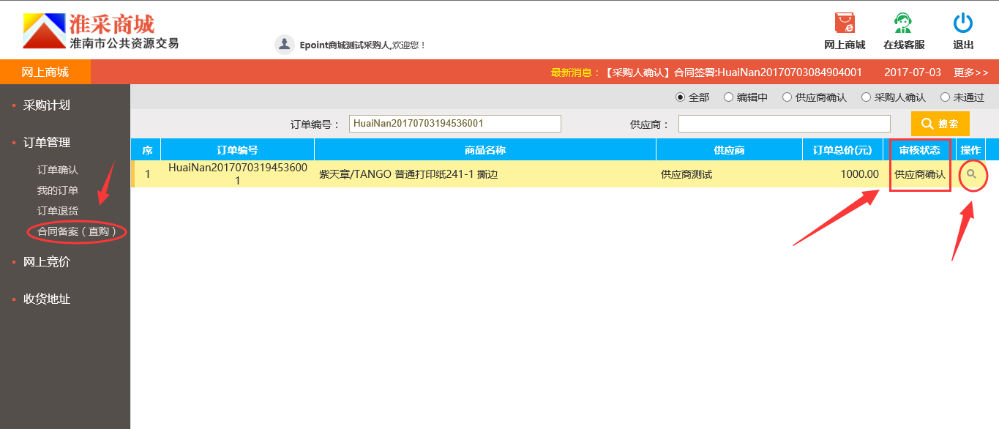 淮采商城
淮南市公共资源交易
Epoint商城测试采购人,欢迎您！
网上商城
在线客服
退出
网上商城
最新消息：【采购人确认】合同签署:HuaiNan20170703084904001 2017-07-03 更多>>
采购计划
订单管理
订单确认
我的订单
订单退货
合同备案（直购）
网上竞价
收货地址
全部 编辑中 供应商确认 采购人确认 未通过
订单编号： HuaiNan20170703194536001 供应商： 搜索
序 订单编号 商品名称 供应商 订单总价(元) 审核状态 操作
1 HuaiNan2017070319453600
1 紫天章/TANGO 普通打印纸241-1 撕边 供应商测试 1000.00 供应商确认